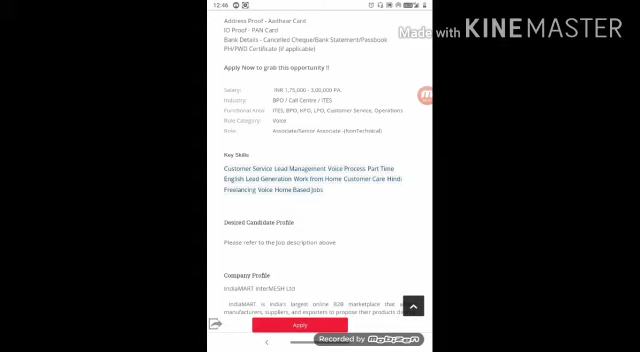 12:46
Made with KINEMASTER
Address Proof - Aadhaar Card
ID Proof - PAN Card
Bank Details - Cancelled Cheque/Bank Statement/Passbook
PH/PWD Certificate (if applicable)
Apply Now to grab this opportunity !!
Salary: INR 1,75,000 - 3,00,000 PA.
Industry: BPO / Call Centre / ITES
Functional Area: ITES, BPO, KPO, LPO, Customer Service, Operations
Role Category: Voice
Role: Associate/Senior Associate -(NonTechnical)
Key Skills
Customer Service Lead Management Voice Process Part Time
English Lead Generation Work from Home Customer Care Hindi
Freelancing Voice Home Based Jobs
Desired Candidate Profile
Please refer to the Job description above
Company Profile
IndiaMART InterMESH Ltd
IndiaMART is India's largest online B2B marketplace that
manufacturers, suppliers, and exporters to propose their products
Apply
Recorded by mobizen